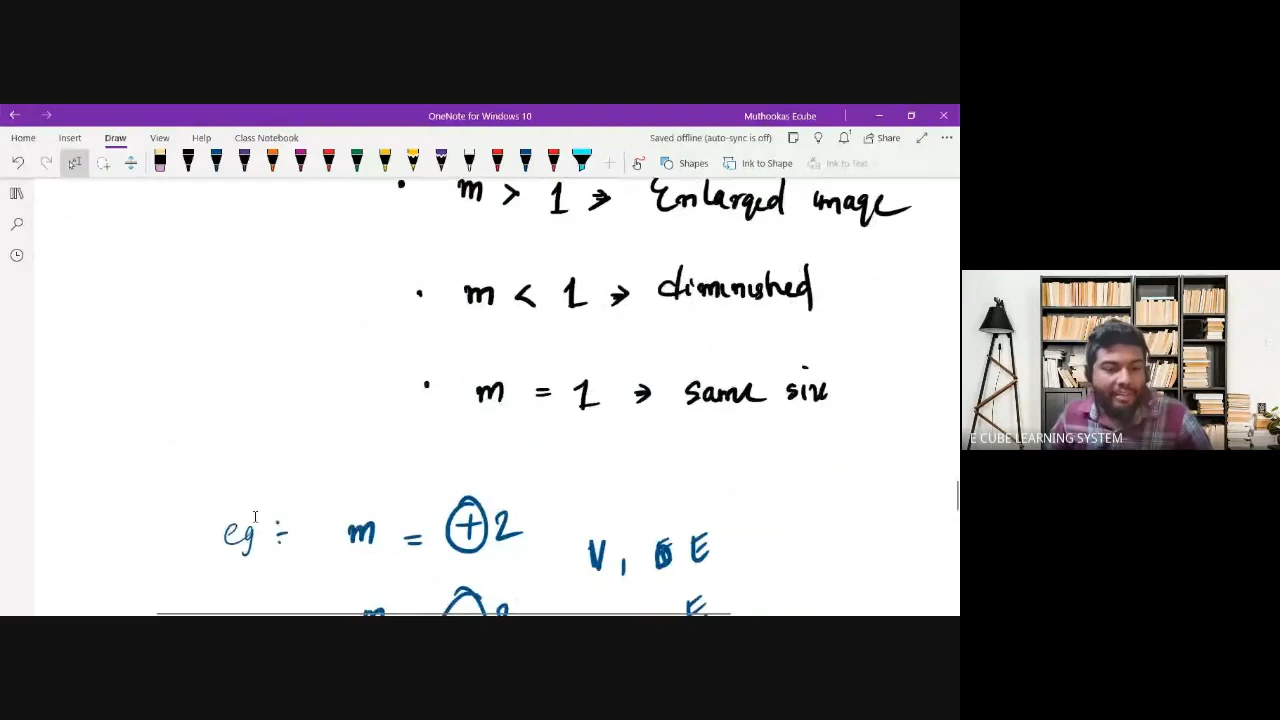 OneNote for Windows 10
Muthookas Ecube
Home Insert Draw View Help Class Notebook
Saved offline (auto-sync is off)
Share
Shapes
Ink to Shape
Ink to Text
· m > 1 → Enlarged image
· m < 1 → diminished
· m = 1 → same size
eg ÷ m = +2 V, E
E CUBE LEARNING SYSTEM